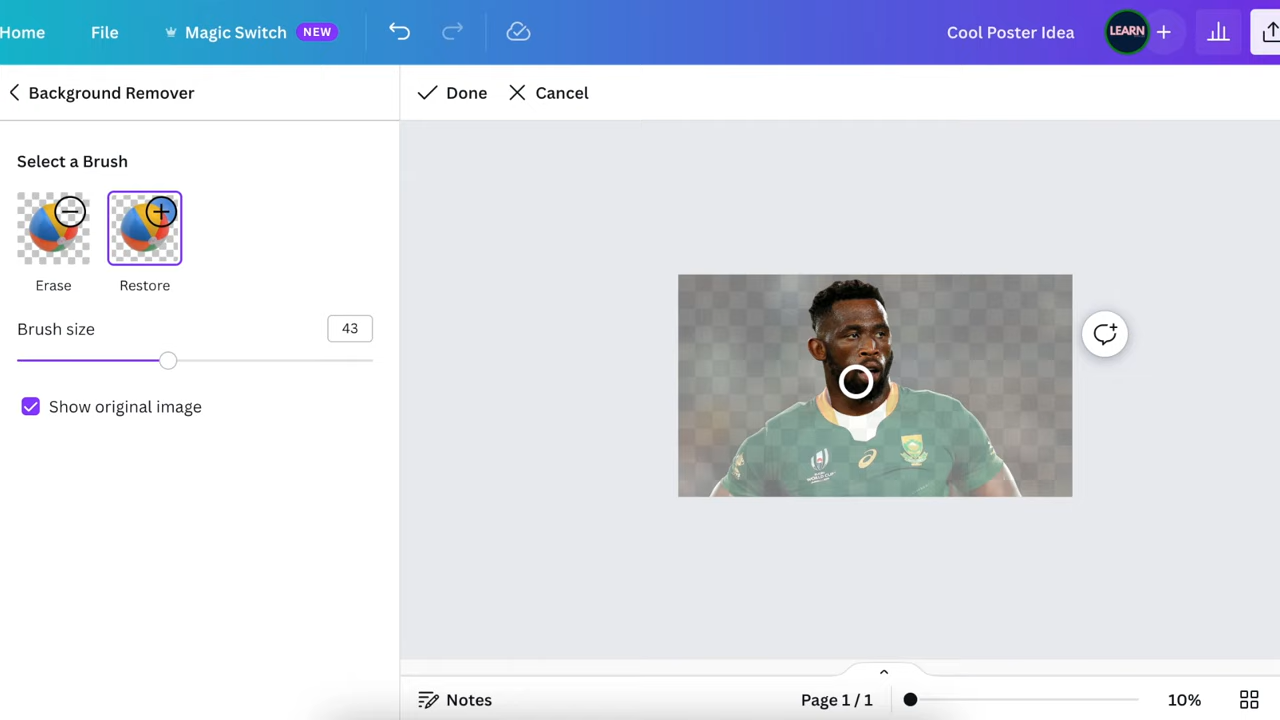 Home File Magic Switch NEW Cool Poster Idea LEARN
Background Remover Done Cancel
Select a Brush
Erase Restore
Brush size 43
Show original image
Notes Page 1 / 1 10%